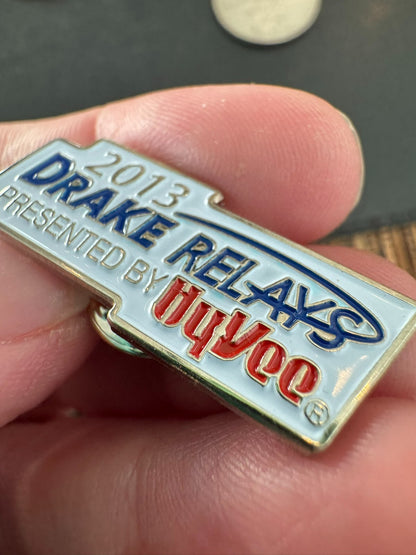 2013
DRAKE RELAYS
PRESENTED BY HyVee®